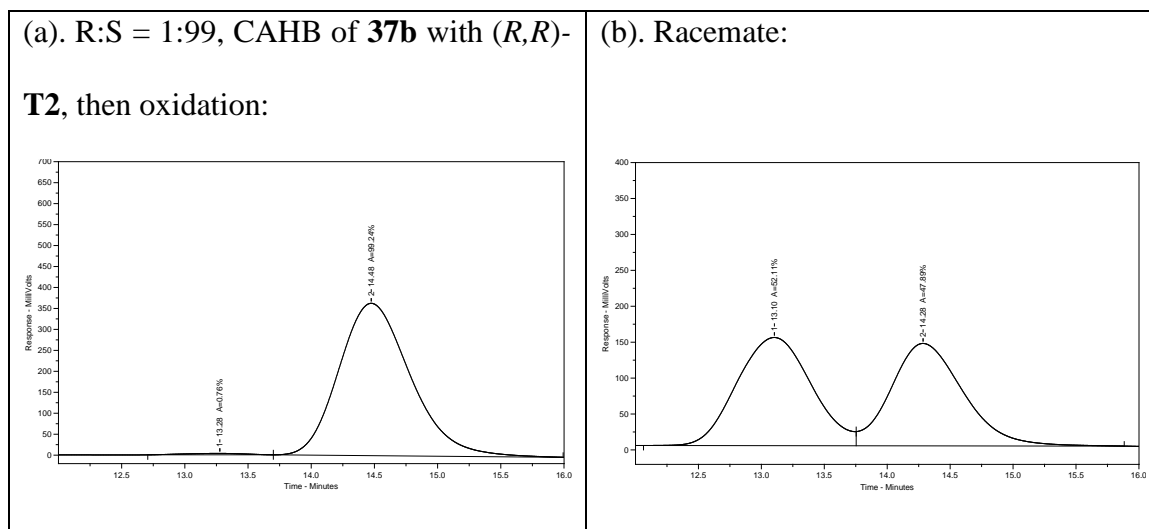 (a). R:S = 1:99, CAHB of 37b with (R,R)-
T2, then oxidation:
700
650
600
550
500
450
400
350
300
250
200
150
100
50
0
Response - MilliVolts
1- 13.28 A=0.76%
2- 14.48 A=99.24%
12.5 13.0 13.5 14.0 14.5 15.0 15.5 16.0
Time - Minutes
(b). Racemate:
400
350
300
250
200
150
100
50
0
Response - MilliVolts
1- 13.10 A=52.11%
2- 14.28 A=47.89%
12.5 13.0 13.5 14.0 14.5 15.0 15.5 16.0
Time - Minutes